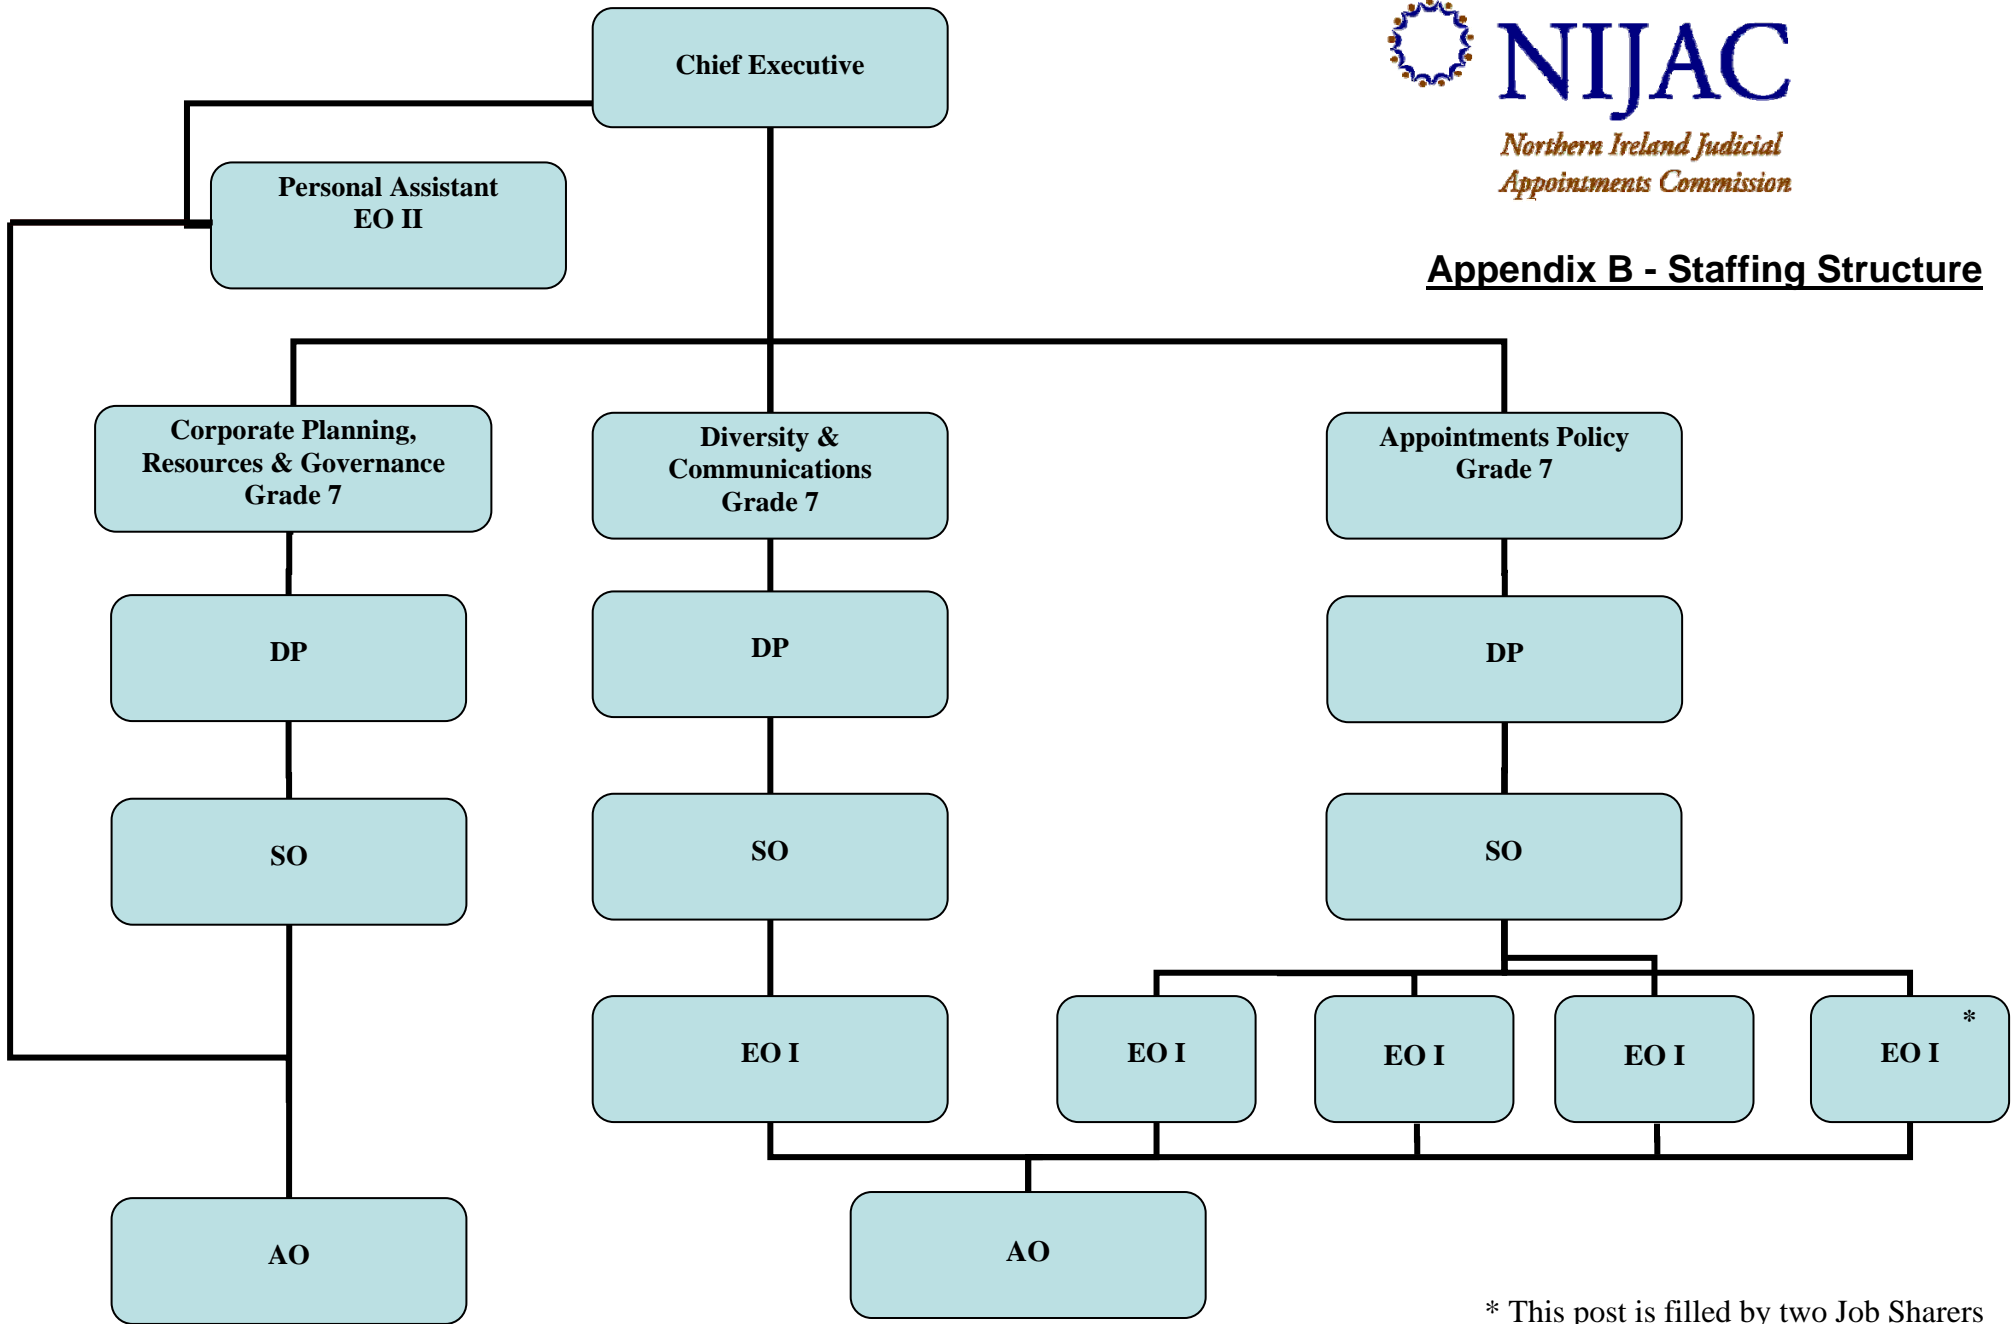 Chief Executive
NIJAC
Northern Ireland Judicial
Appointments Commission
Personal Assistant
EO II
Appendix B - Staffing Structure
Corporate Planning,
Resources & Governance
Grade 7
Diversity &
Communications
Grade 7
Appointments Policy
Grade 7
DP
DP
DP
SO
SO
SO
EO I
EO I
EO I
EO I
*
EO I
AO
AO
* This post is filled by two Job Sharers